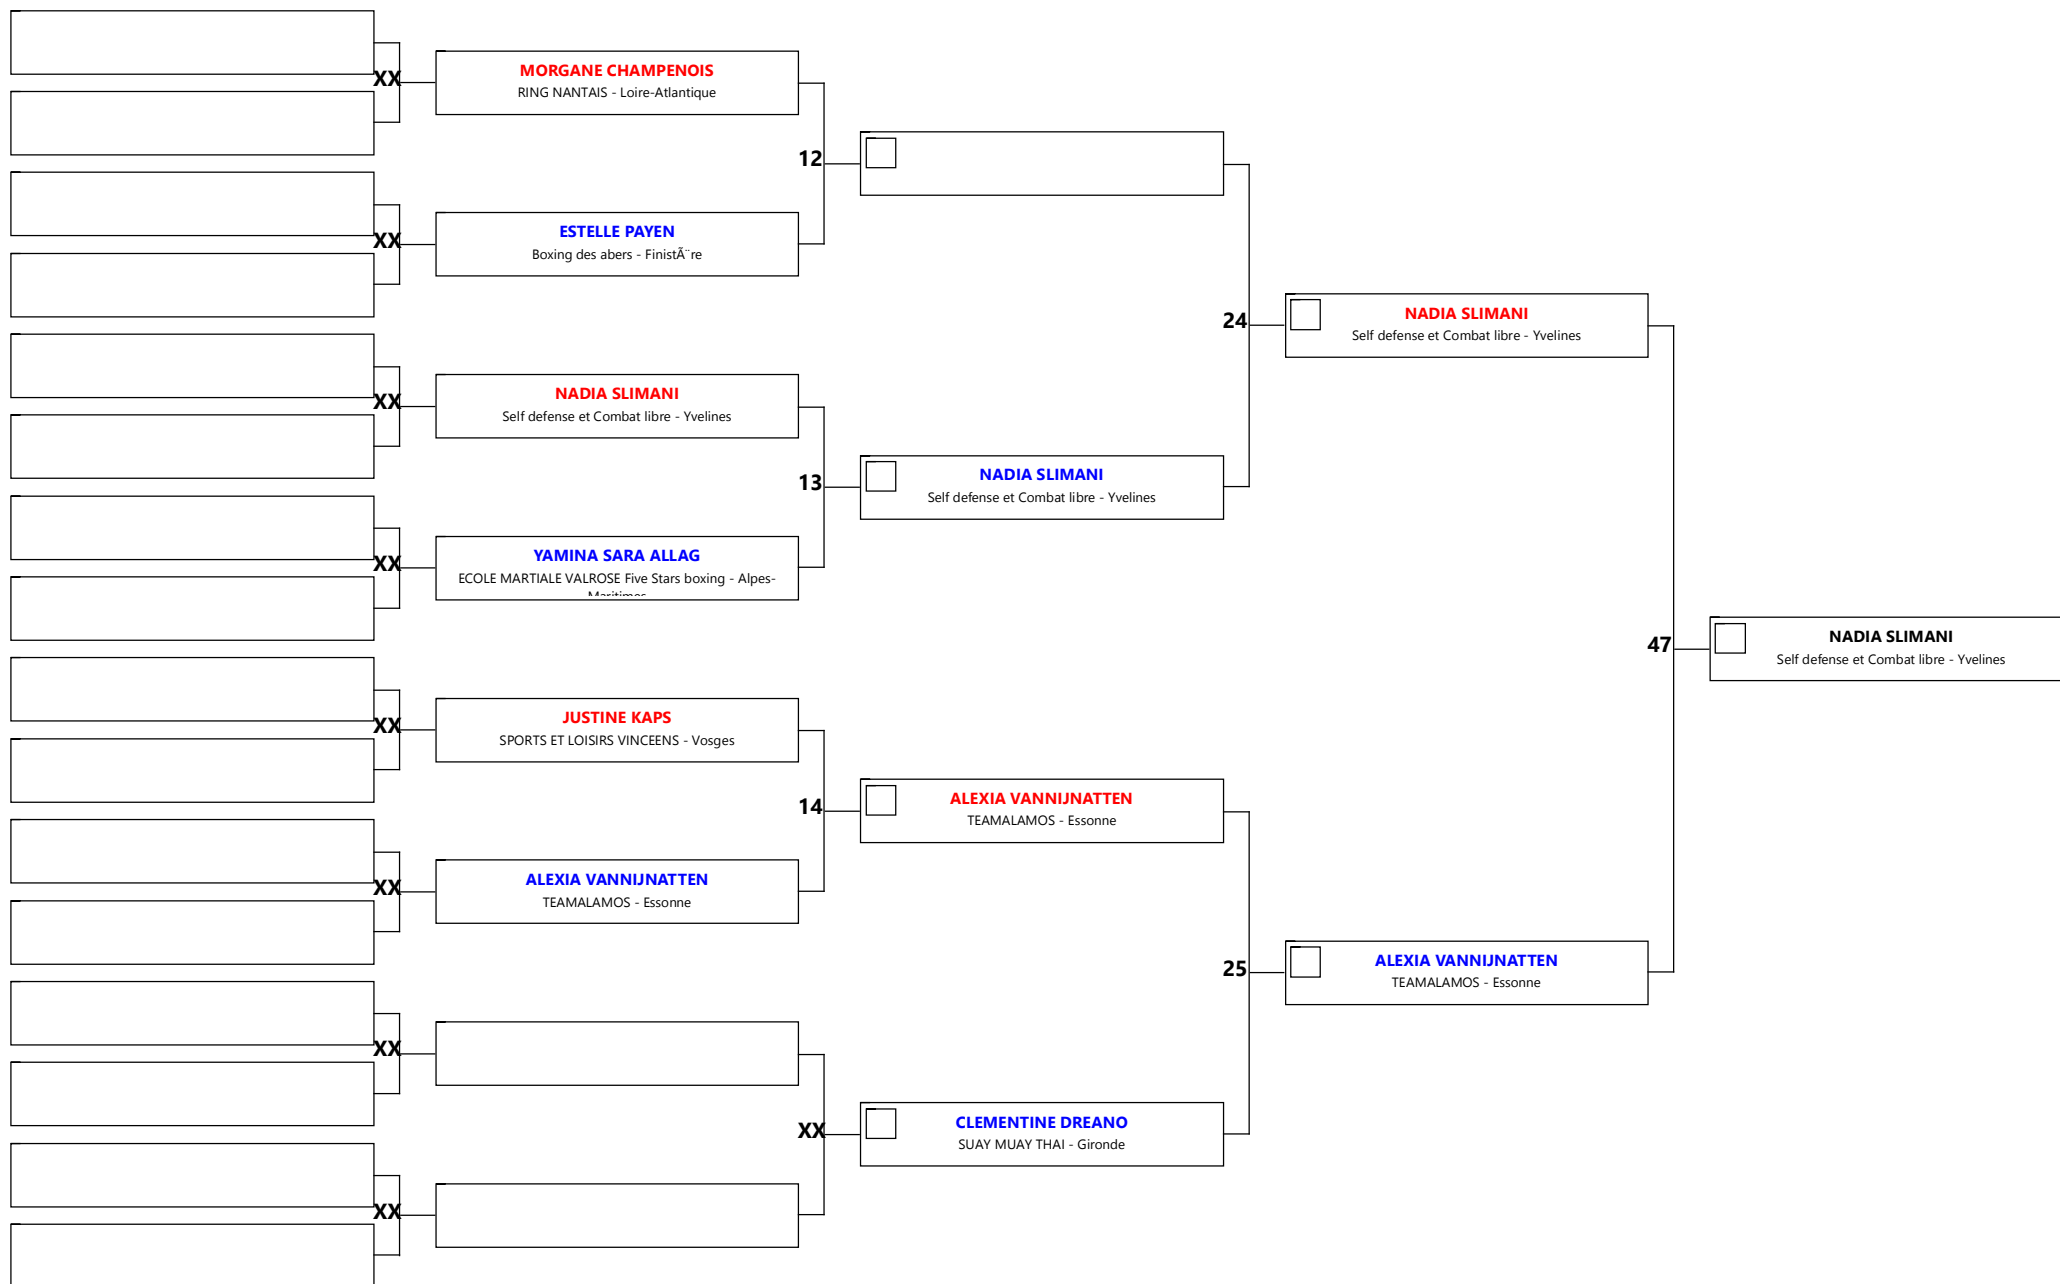 XX
MORGANE CHAMPENOIS
RING NANTAIS - Loire-Atlantique
12
XX
ESTELLE PAYEN
Boxing des abers - FinistÃ¨re
24
NADIA SLIMANI
Self defense et Combat libre - Yvelines
XX
NADIA SLIMANI
Self defense et Combat libre - Yvelines
13
NADIA SLIMANI
Self defense et Combat libre - Yvelines
XX
YAMINA SARA ALLAG
ECOLE MARTIALE VALROSE Five Stars boxing - Alpes-
Maritimes
47
NADIA SLIMANI
Self defense et Combat libre - Yvelines
XX
JUSTINE KAPS
SPORTS ET LOISIRS VINCEENS - Vosges
14
ALEXIA VANNIJNATTEN
TEAMALAMOS - Essonne
XX
ALEXIA VANNIJNATTEN
TEAMALAMOS - Essonne
25
ALEXIA VANNIJNATTEN
TEAMALAMOS - Essonne
XX
XX
CLEMENTINE DREANO
SUAY MUAY THAI - Gironde
XX